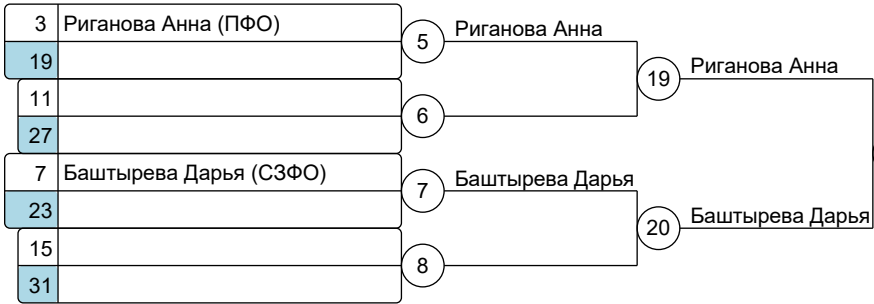 3 Риганова Анна (ПФО)
19
11
27
7 Баштырева Дарья (СЗФО)
23
15
31
5 Риганова Анна
6
7 Баштырева Дарья
8
19 Риганова Анна
20 Баштырева Дарья